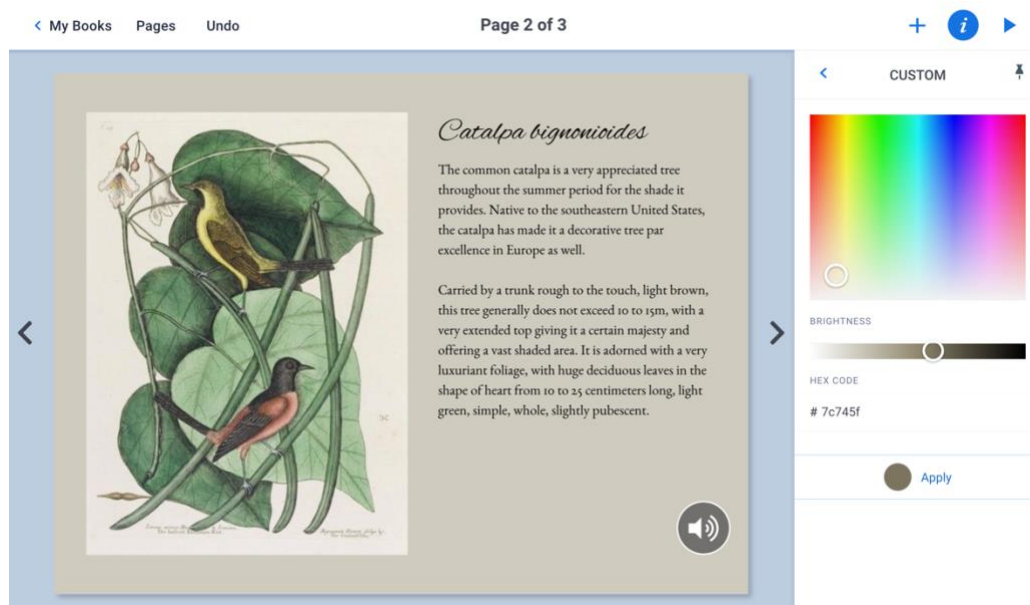 My Books Pages Undo Page 2 of 3
CUSTOM
Catalpa bignonioides
The common catalpa is a very appreciated tree
throughout the summer period for the shade it
provides. Native to the southeastern United States,
the catalpa has made it a decorative tree par
excellence in Europe as well.
Carried by a trunk rough to the touch, light brown,
this tree generally does not exceed 10 to 15m, with a
very extended top giving it a certain majesty and
offering a vast shaded area. It is adorned with a very
luxuriant foliage, with huge deciduous leaves in the
shape of heart from 10 to 25 centimeters long, light
green, simple, whole, slightly pubescent.
BRIGHTNESS
HEX CODE
# 7c745f
Apply